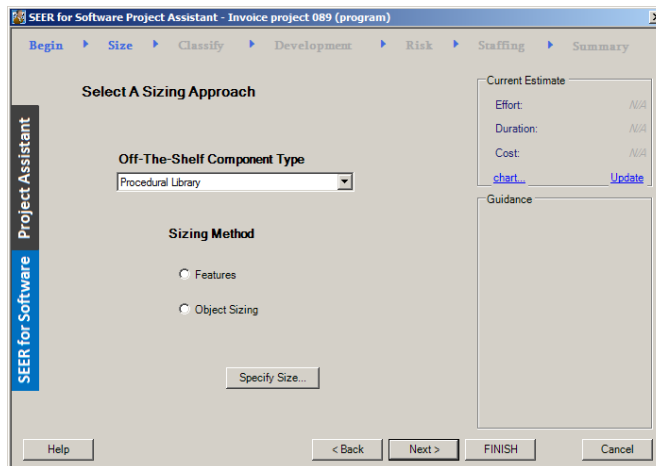 SEER for Software Project Assistant - Invoice project 089 (program)
Begin Size Classify Development Risk Staffing Summary
Select A Sizing Approach
Off-The-Shelf Component Type
Procedural Library
Sizing Method
Features
Object Sizing
Specify Size...
Current Estimate
Effort: N/A
Duration: N/A
Cost: N/A
chart... Update
Guidance
Project Assistant
SEER for Software
Help < Back Next > FINISH Cancel